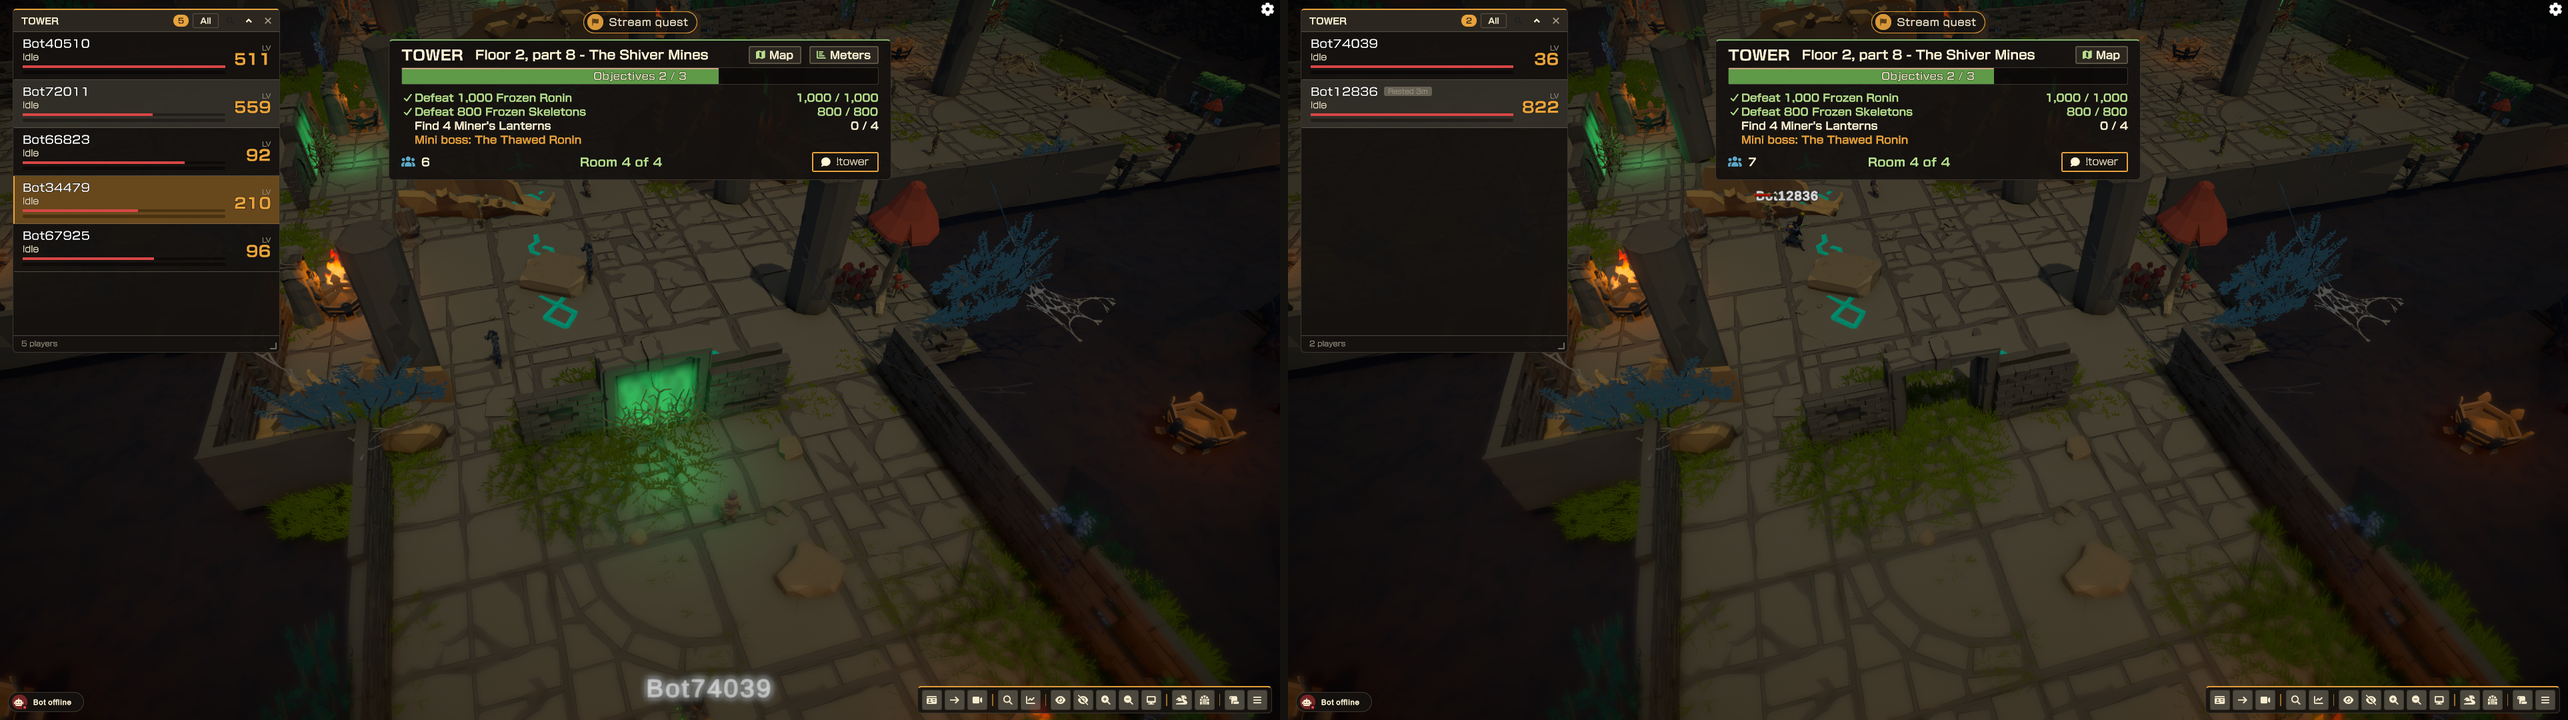 TOWER
5
All
Bot40510
Idle
LV
511
Bot72011
Idle
LV
559
Bot66823
Idle
LV
92
Bot34479
Idle
LV
210
Bot67925
Idle
LV
96
5 players
Stream quest
TOWER Floor 2, part 8 - The Shiver Mines
Map
Meters
Objectives 2 / 3
Defeat 1,000 Frozen Ronin 1,000 / 1,000
Defeat 800 Frozen Skeletons 800 / 800
Find 4 Miner's Lanterns 0 / 4
Mini boss: The Thawed Ronin
6
Room 4 of 4
!tower
Bot74039
Bot offline
TOWER
2
All
Bot74039
Idle
LV
36
Bot12836 Rested 3m
Idle
LV
822
2 players
Stream quest
TOWER Floor 2, part 8 - The Shiver Mines
Map
Objectives 2 / 3
Defeat 1,000 Frozen Ronin 1,000 / 1,000
Defeat 800 Frozen Skeletons 800 / 800
Find 4 Miner's Lanterns 0 / 4
Mini boss: The Thawed Ronin
7
Room 4 of 4
!tower
Bot12836
Bot offline